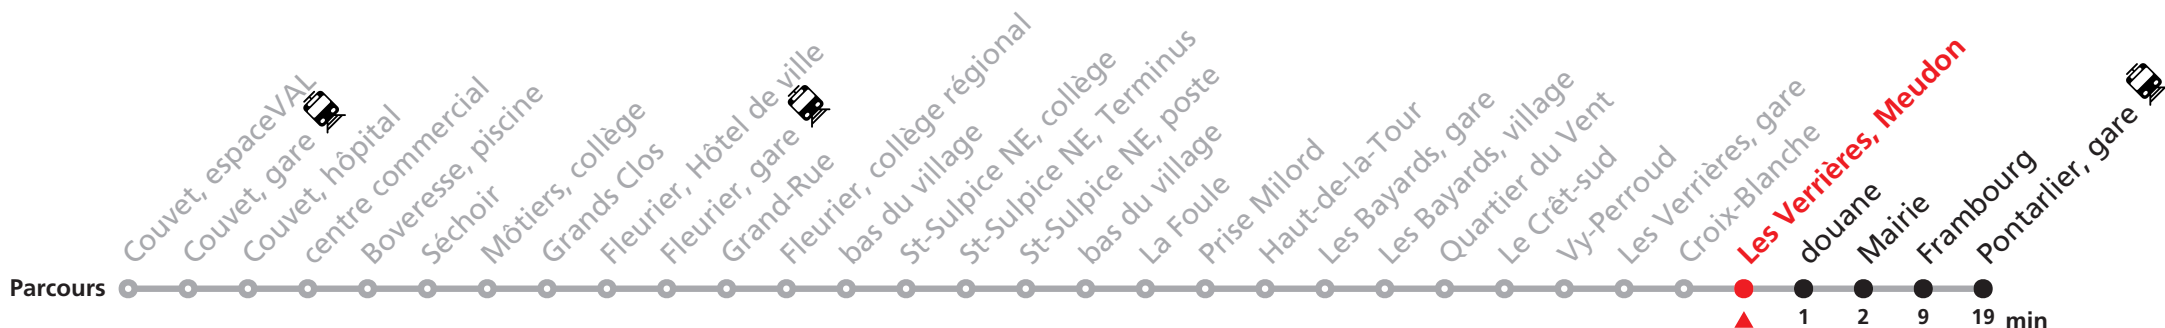 Couvet, espaceVAL
Couvet, gare
Couvet, hôpital
centre commercial
Boveresse, piscine
Séchoir
Môtiers, collège
Grands Clos
Fleurier, Hôtel de ville
Fleurier, gare
Grand-Rue
Fleurier, collège régional
bas du village
St-Sulpice NE, collège
St-Sulpice NE, Terminus
St-Sulpice NE, poste
bas du village
La Foule
Prise Milord
Haut-de-la-Tour
Les Bayards, gare
Les Bayards, village
Quartier du Vent
Le Crêt-sud
Vy-Perroud
Les Verrières, gare
Croix-Blanche
Les Verrières, Meudon
douane
Mairie
Frambourg
Pontarlier, gare
Parcours
1 2 9 19 min